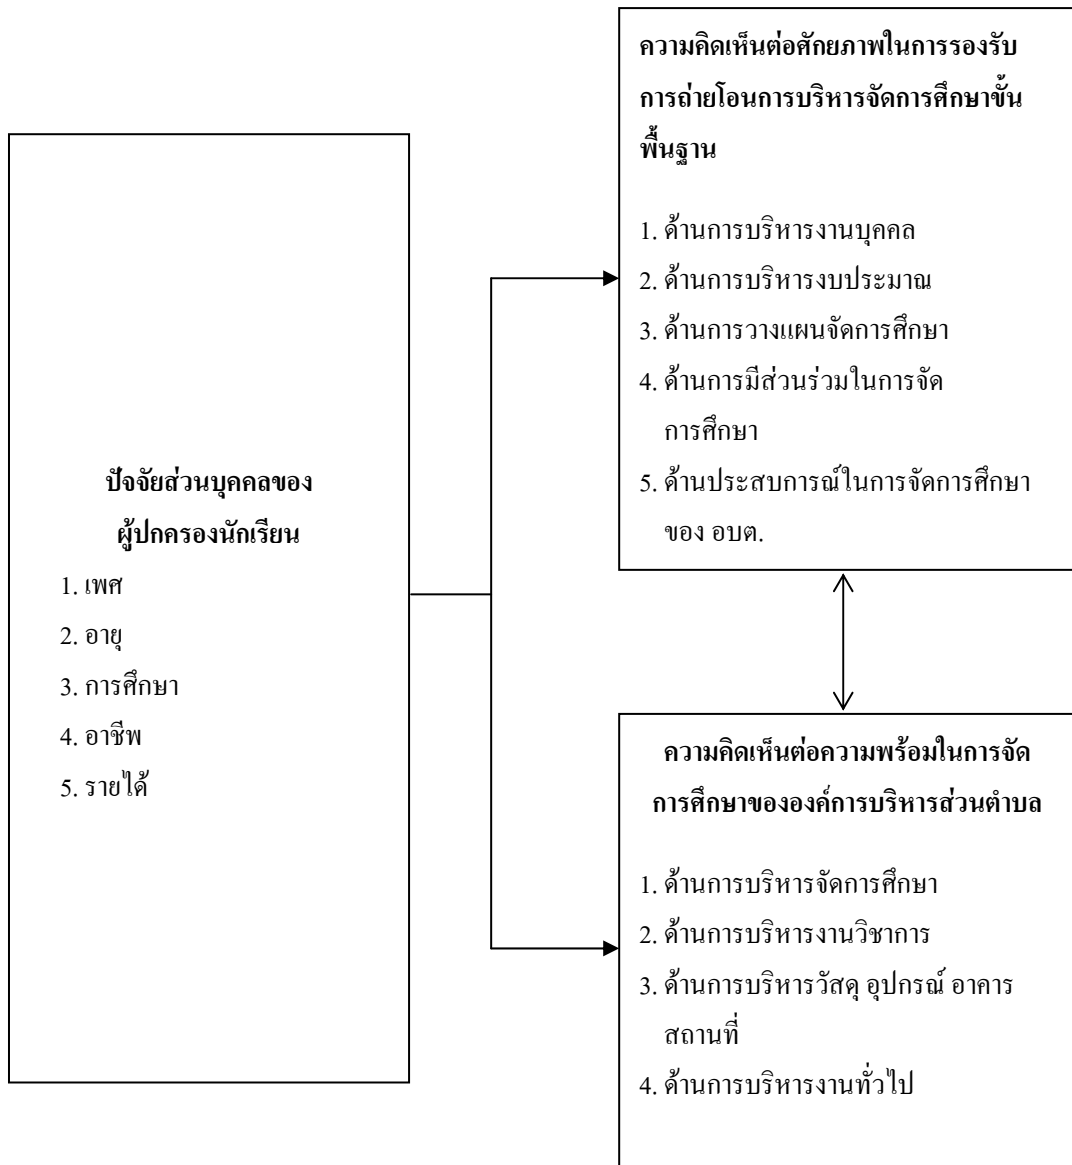 ปัจจัยส่วนบุคคลของ
ผู้ปกครองนักเรียน
1. เพศ
2. อายุ
3. การศึกษา
4. อาชีพ
5. รายได้
ความคิดเห็นต่อศักยภาพในการรองรับ
การถ่ายโอนการบริหารจัดการศึกษาขั้น
พื้นฐาน
1. ด้านการบริหารงานบุคคล
2. ด้านการบริหารงบประมาณ
3. ด้านการวางแผนจัดการศึกษา
4. ด้านการมีส่วนร่วมในการจัด
การศึกษา
5. ด้านประสบการณ์ในการจัดการศึกษา
ของ อบต.
ความคิดเห็นต่อความพร้อมในการจัด
การศึกษาขององค์การบริหารส่วนตำบล
1. ด้านการบริหารจัดการศึกษา
2. ด้านการบริหารงานวิชาการ
3. ด้านการบริหารวัสดุ อุปกรณ์ อาคาร
สถานที่
4. ด้านการบริหารงานทั่วไป